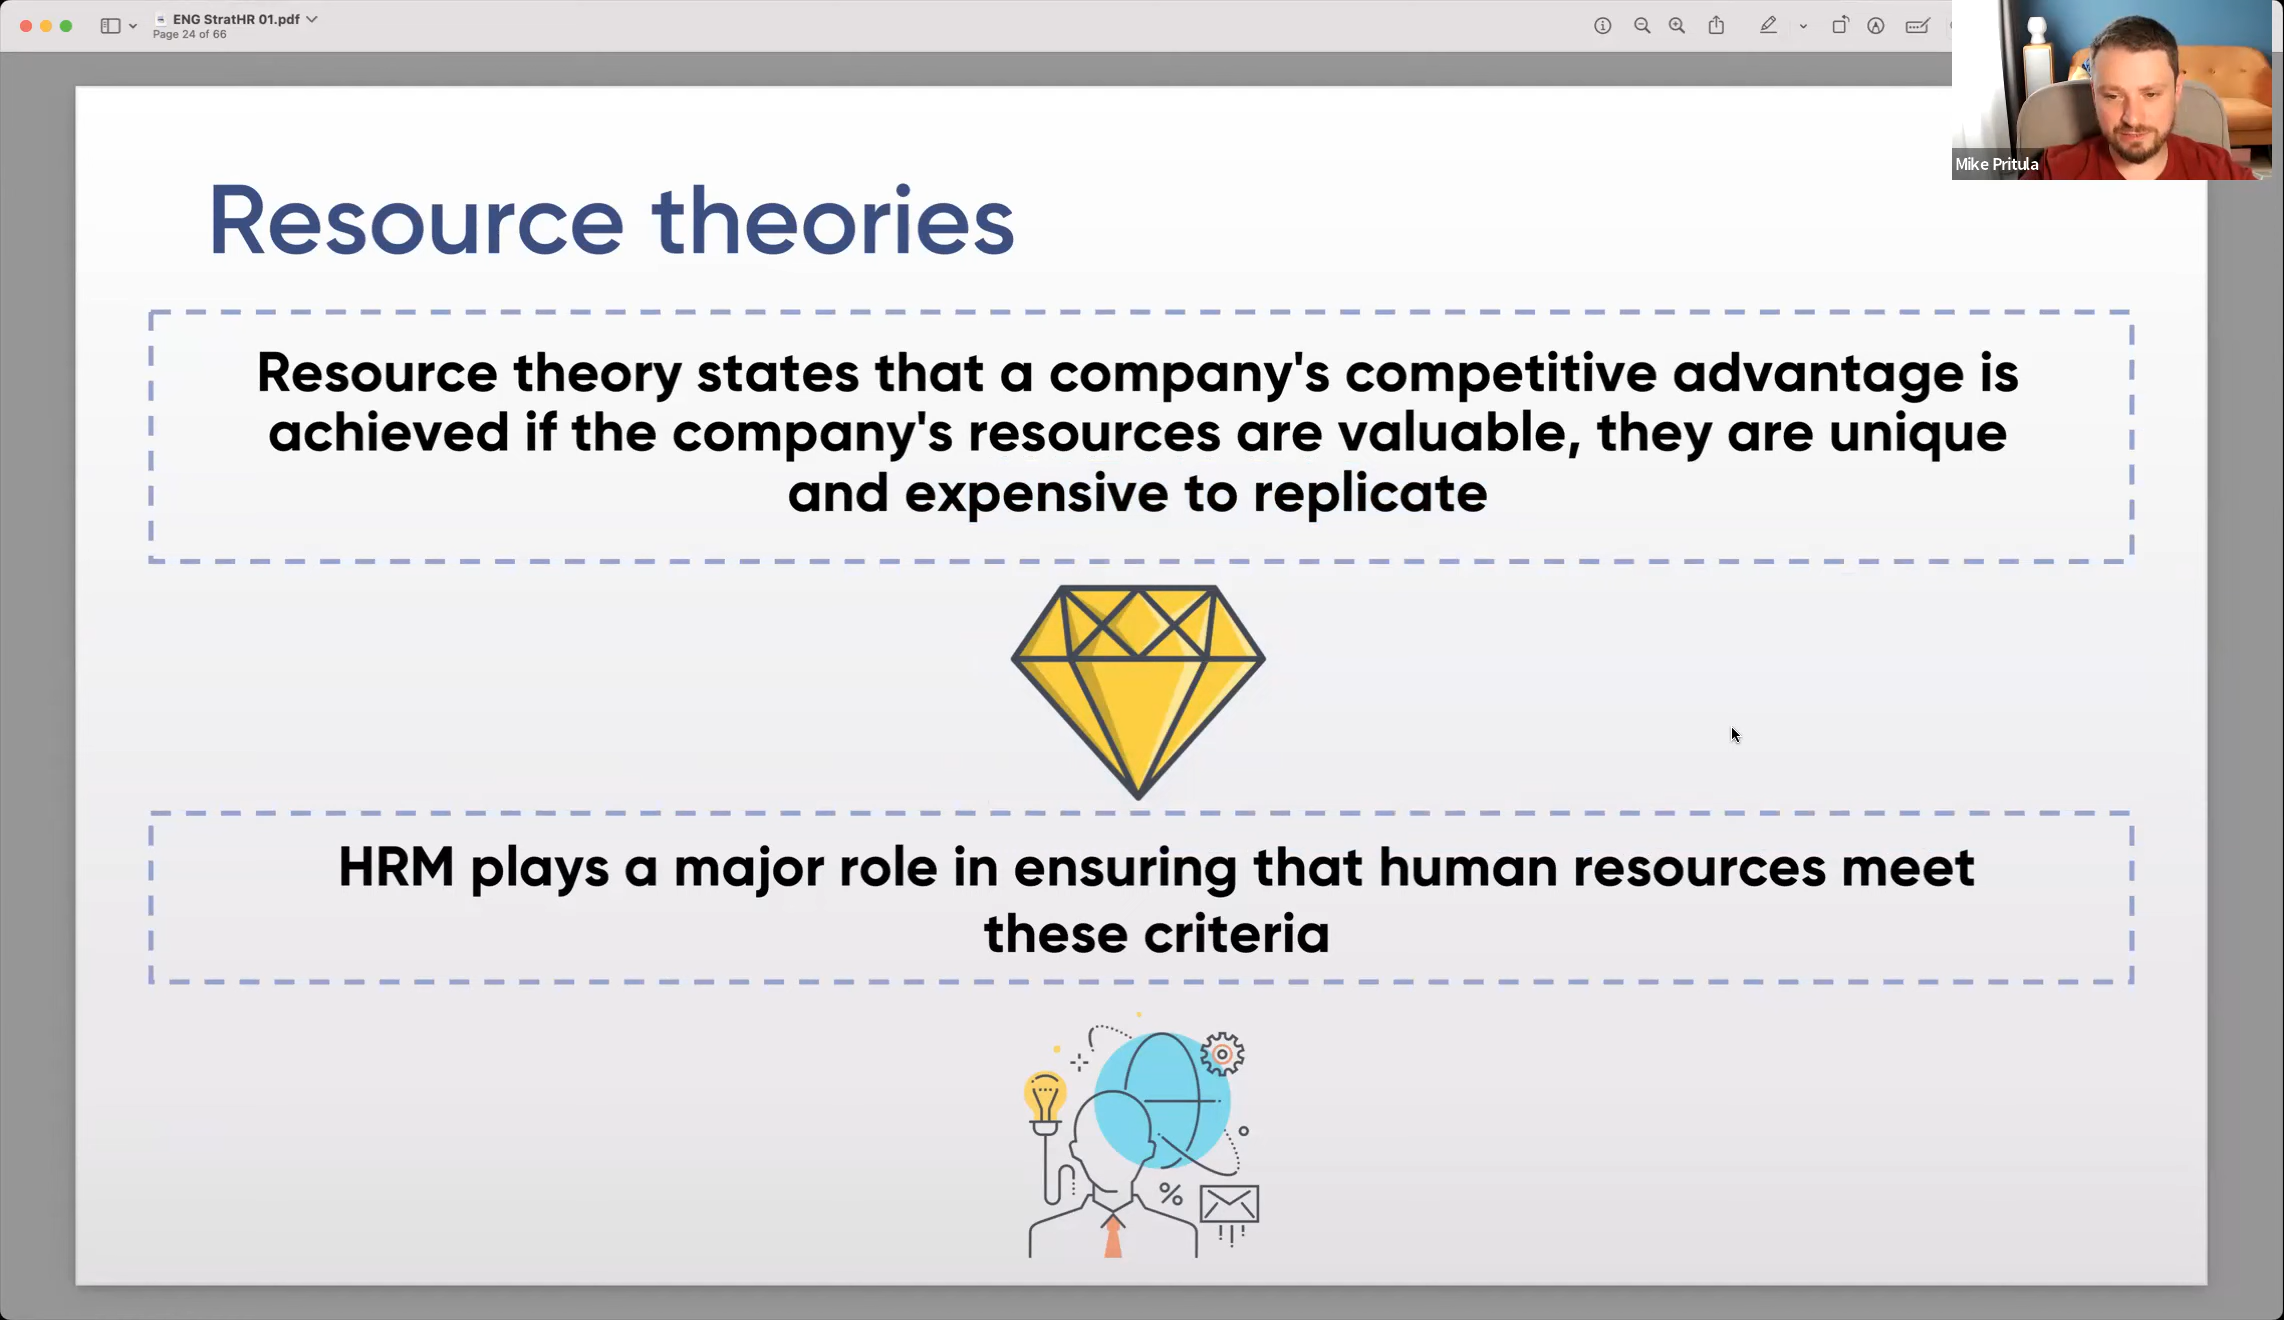 ENG StratHR 01.pdf
Page 24 of 66
Mike Pritula
Resource theories
Resource theory states that a company's competitive advantage is
achieved if the company's resources are valuable, they are unique
and expensive to replicate
HRM plays a major role in ensuring that human resources meet
these criteria
%